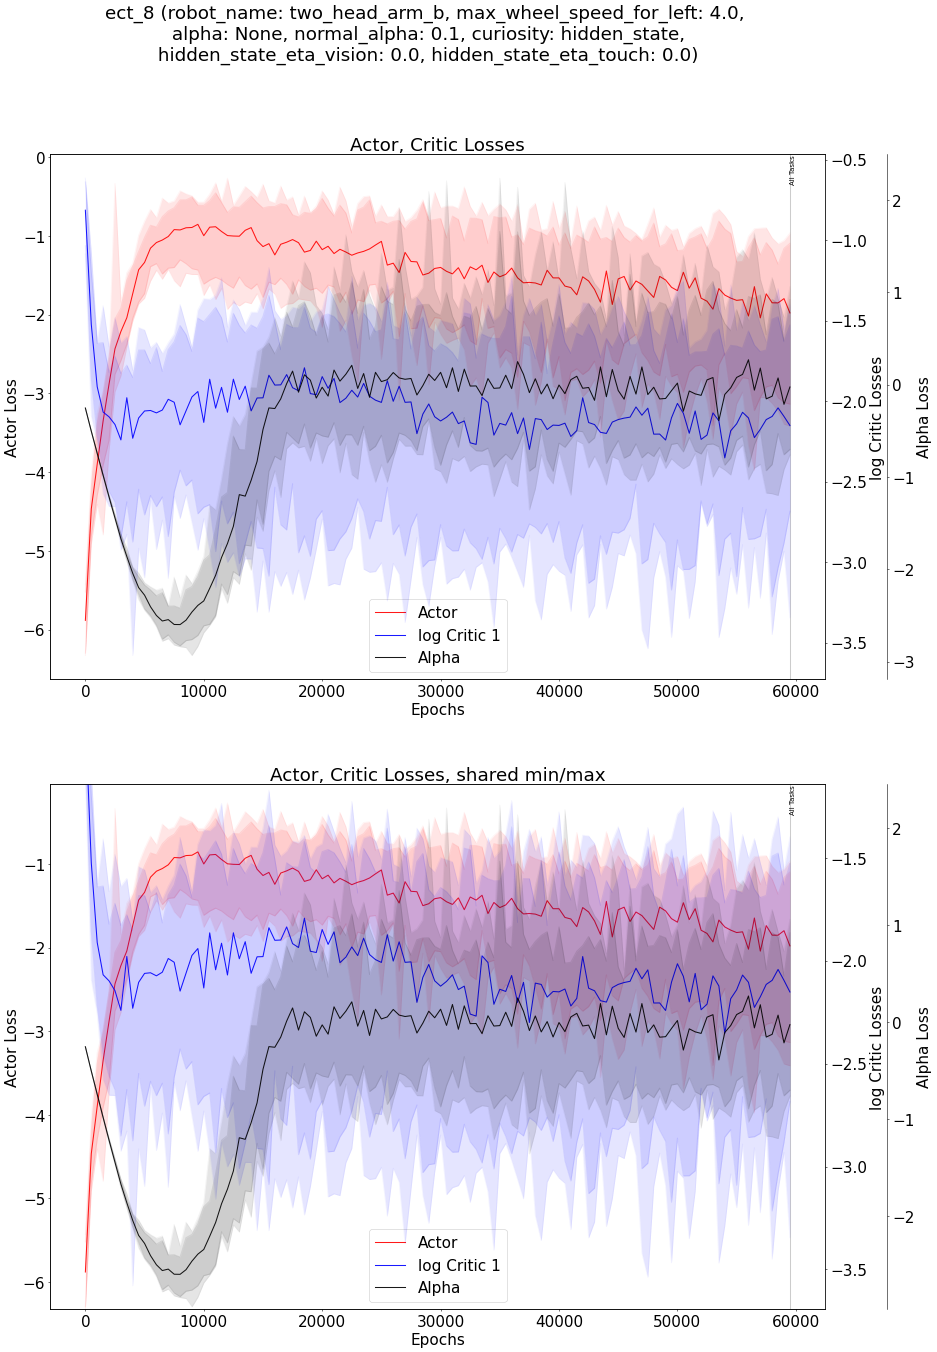 ect_8 (robot_name: two_head_arm_b, max_wheel_speed_for_left: 4.0,
alpha: None, normal_alpha: 0.1, curiosity: hidden_state,
hidden_state_eta_vision: 0.0, hidden_state_eta_touch: 0.0)
Actor, Critic Losses
All Tasks
0
−1
−2
−3
−4
−5
−6
Actor Loss
−0.5
−1.0
−1.5
−2.0
−2.5
−3.0
−3.5
log Critic Losses
2
1
0
−1
−2
−3
Alpha Loss
Actor
log Critic 1
Alpha
0 10000 20000 30000 40000 50000 60000
Epochs
Actor, Critic Losses, shared min/max
All Tasks
−1
−2
−3
−4
−5
−6
Actor Loss
−1.5
−2.0
−2.5
−3.0
−3.5
log Critic Losses
2
1
0
−1
−2
Alpha Loss
Actor
log Critic 1
Alpha
0 10000 20000 30000 40000 50000 60000
Epochs